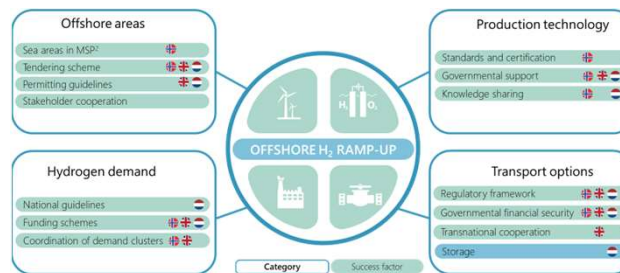 Offshore areas
Sea areas in MSP²
Tendering scheme
Permitting guidelines
Stakeholder cooperation
Production technology
Standards and certification
Governmental support
Knowledge sharing
H₂ O₂
OFFSHORE H₂ RAMP-UP
Hydrogen demand
National guidelines
Funding schemes
Coordination of demand clusters
Transport options
Regulatory framework
Governmental financial security
Transnational cooperation
Storage
Category
Success factor